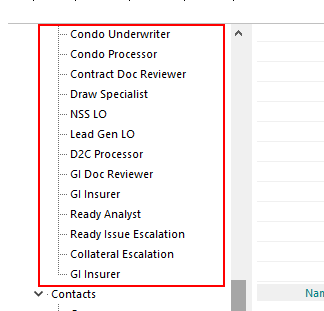 Condo Underwriter
Condo Processor
Contract Doc Reviewer
Draw Specialist
NSS LO
Lead Gen LO
D2C Processor
GI Doc Reviewer
GI Insurer
Ready Analyst
Ready Issue Escalation
Collateral Escalation
GI Insurer
Contacts